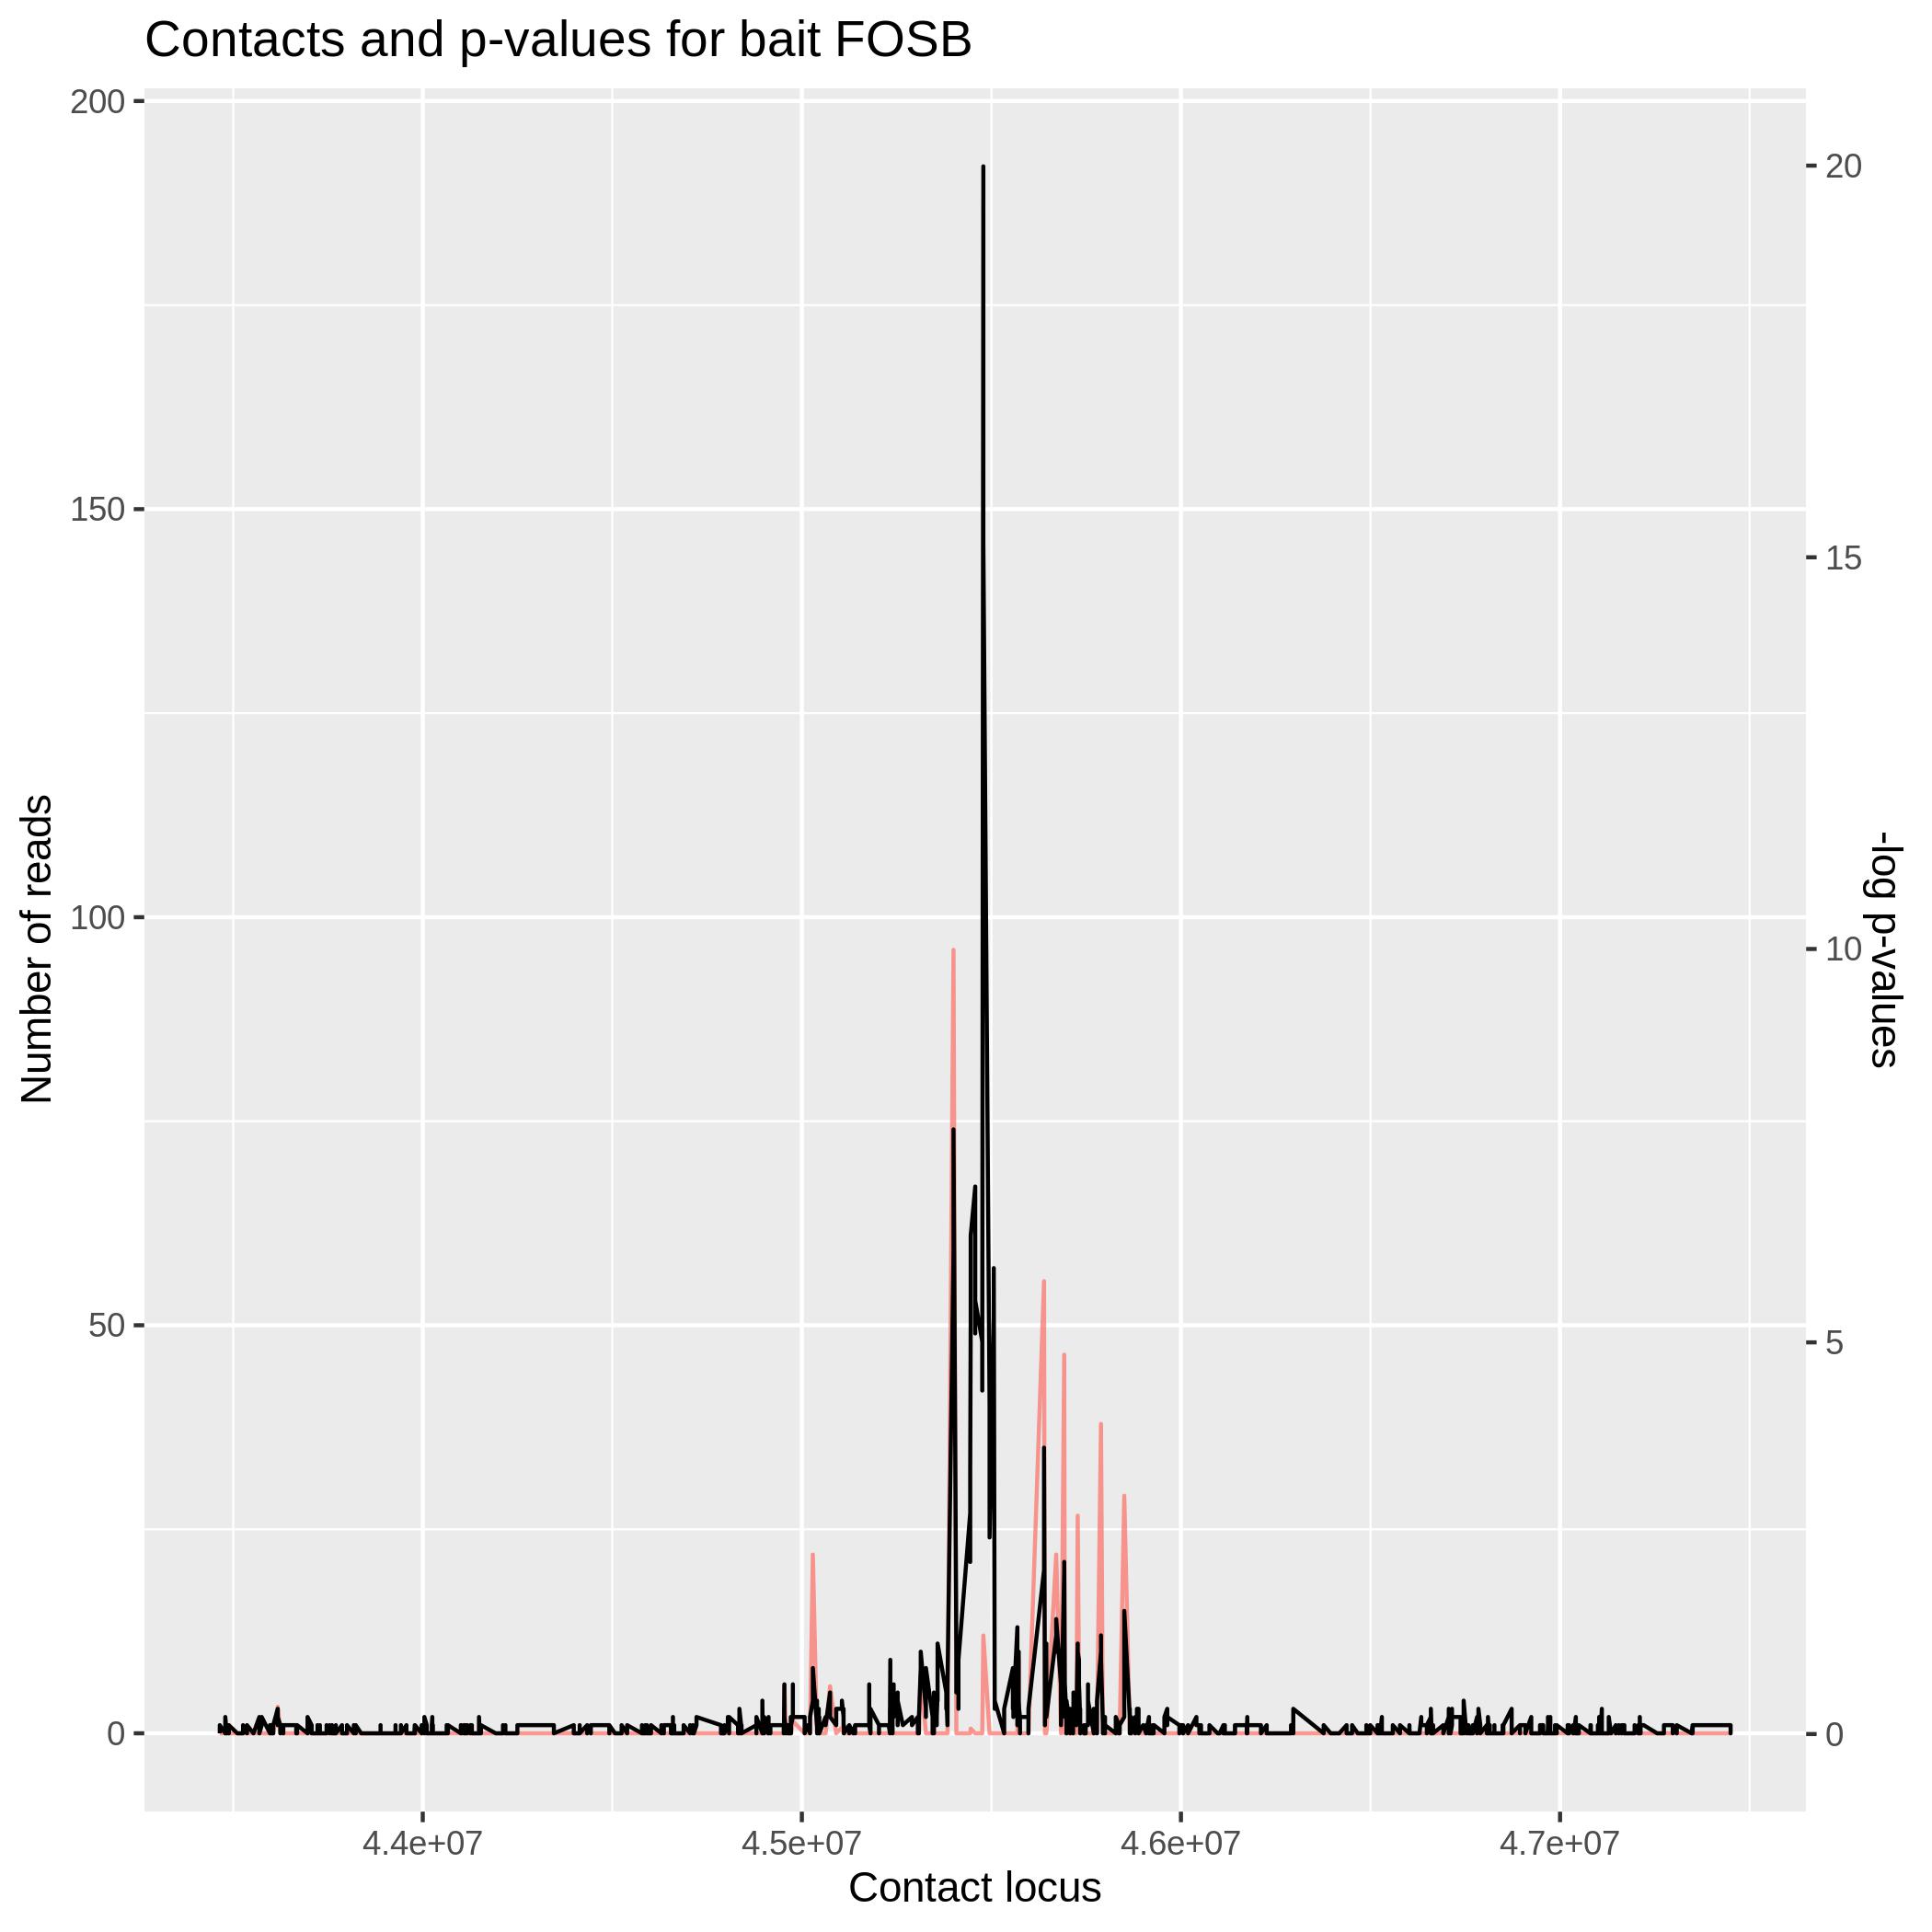 Contacts and p-values for bait FOSB
200
150
100
50
0
Number of reads
20
15
10
5
0
-log p-values
4.4e+07
4.5e+07
4.6e+07
4.7e+07
Contact locus